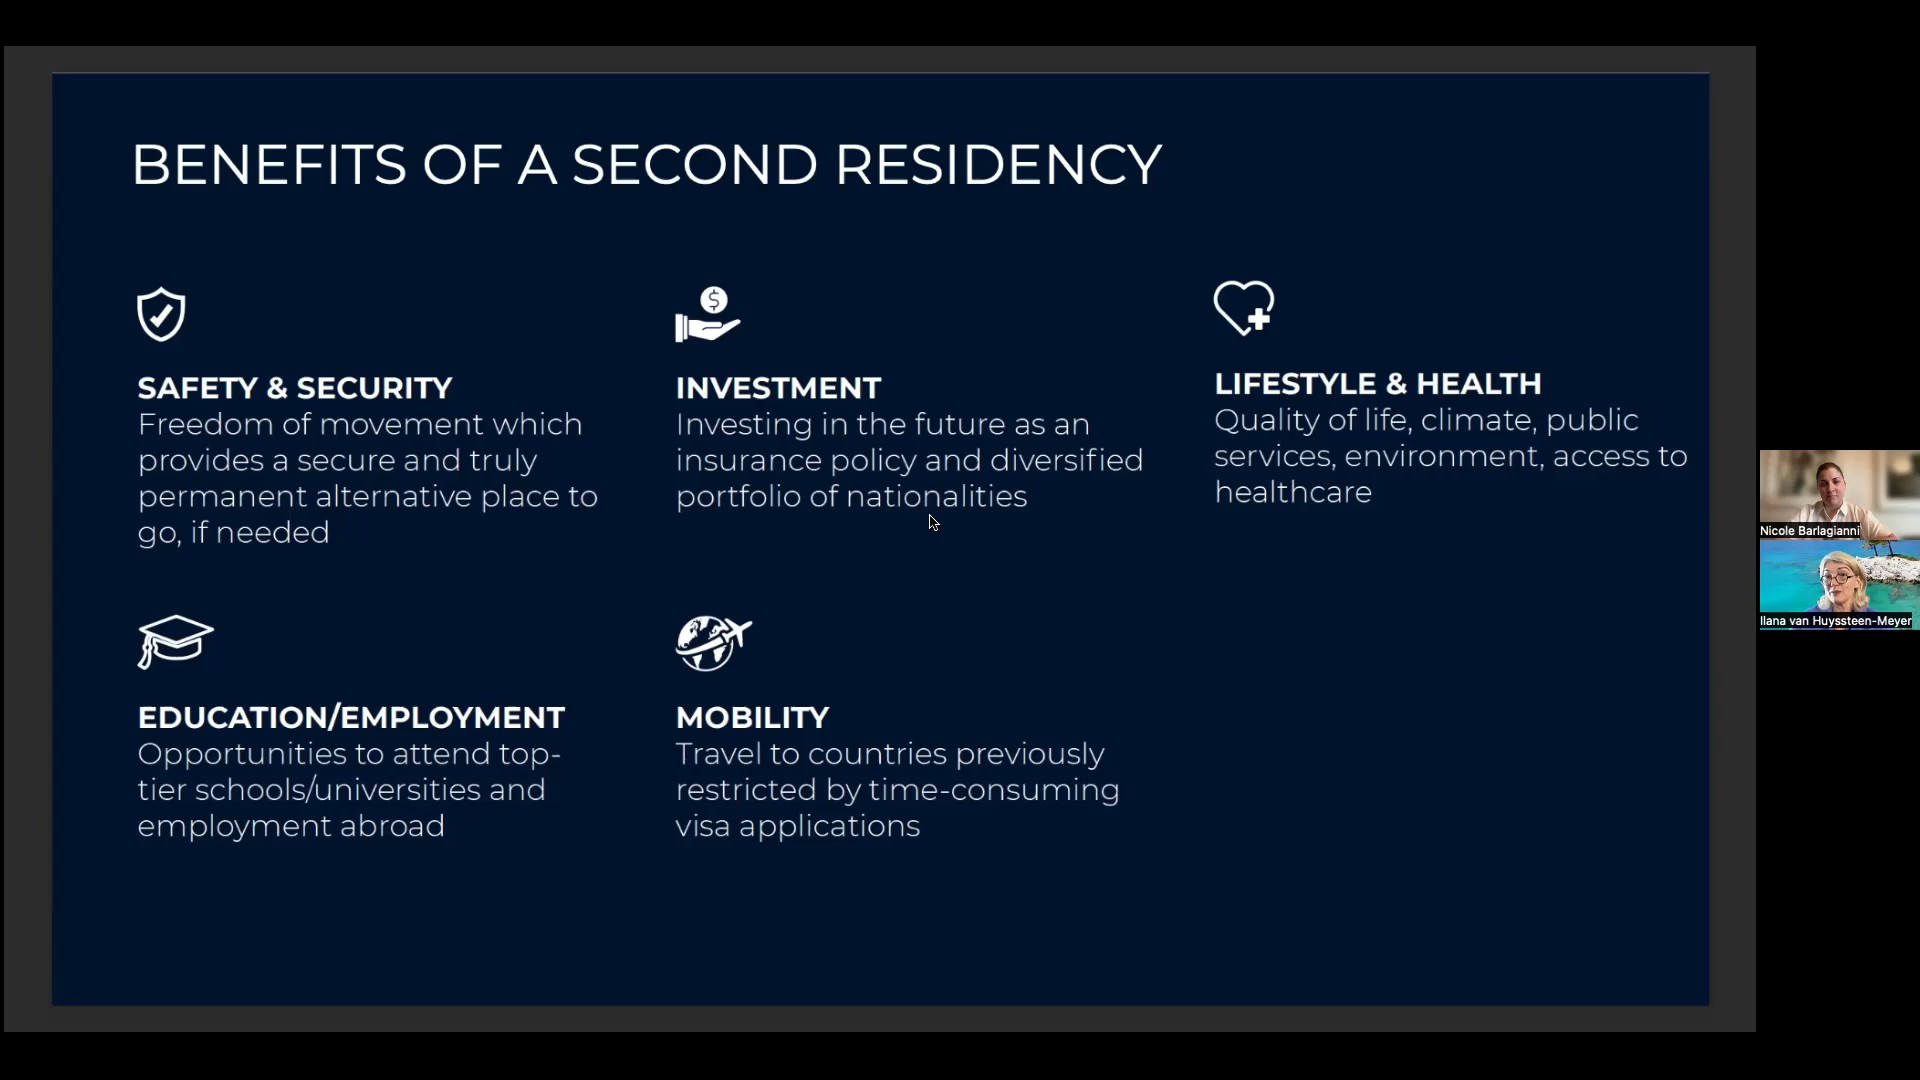 BENEFITS OF A SECOND RESIDENCY
SAFETY & SECURITY
Freedom of movement which
provides a secure and truly
permanent alternative place to
go, if needed
$
INVESTMENT
Investing in the future as an
insurance policy and diversified
portfolio of nationalities
LIFESTYLE & HEALTH
Quality of life, climate, public
services, environment, access to
healthcare
EDUCATION/EMPLOYMENT
Opportunities to attend top-
tier schools/universities and
employment abroad
MOBILITY
Travel to countries previously
restricted by time-consuming
visa applications
Nicole Barlagianni
Ilana van Huyssteen-Meyer